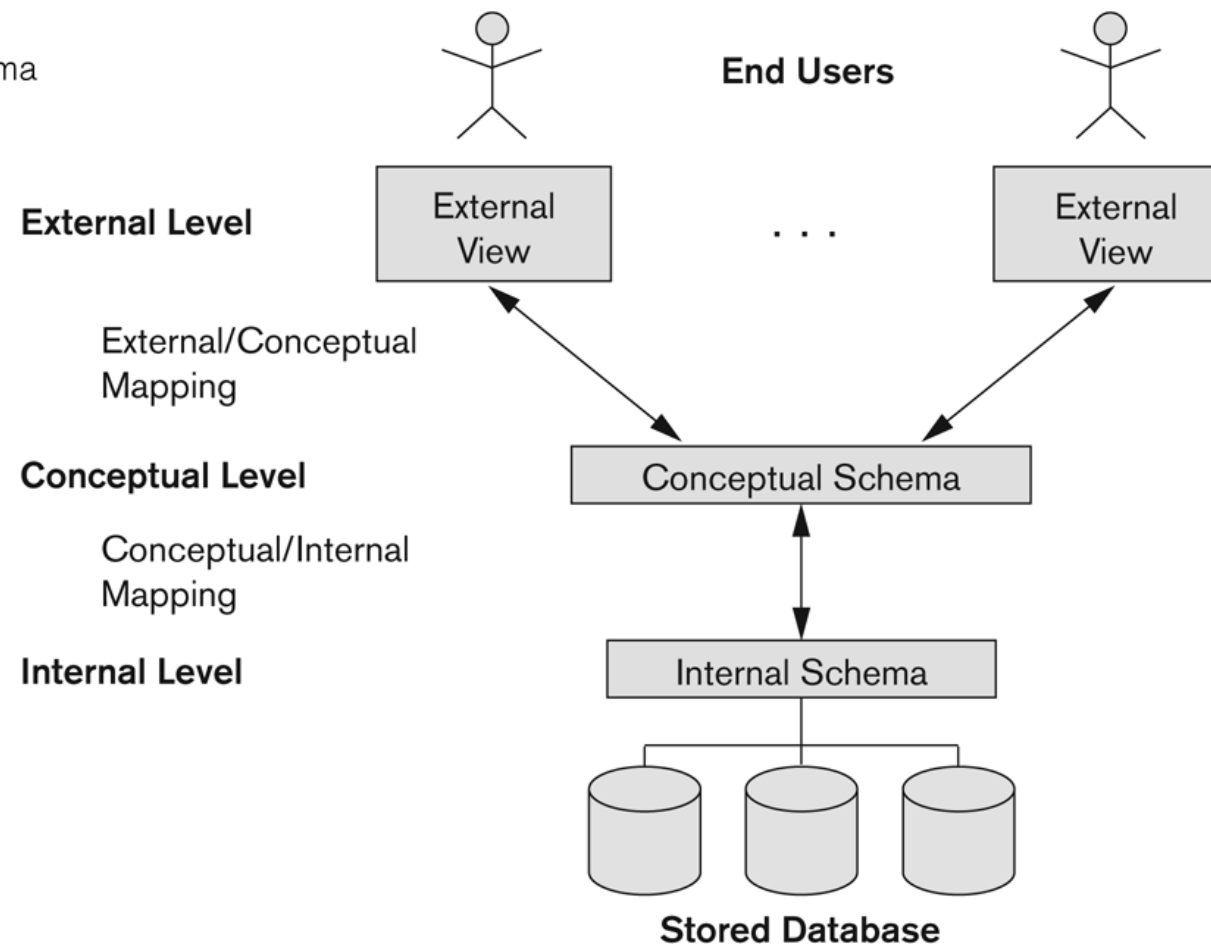 ma
End Users
External Level
External
View
. . .
External
View
External/Conceptual
Mapping
Conceptual Level
Conceptual Schema
Conceptual/Internal
Mapping
Internal Level
Internal Schema
Stored Database